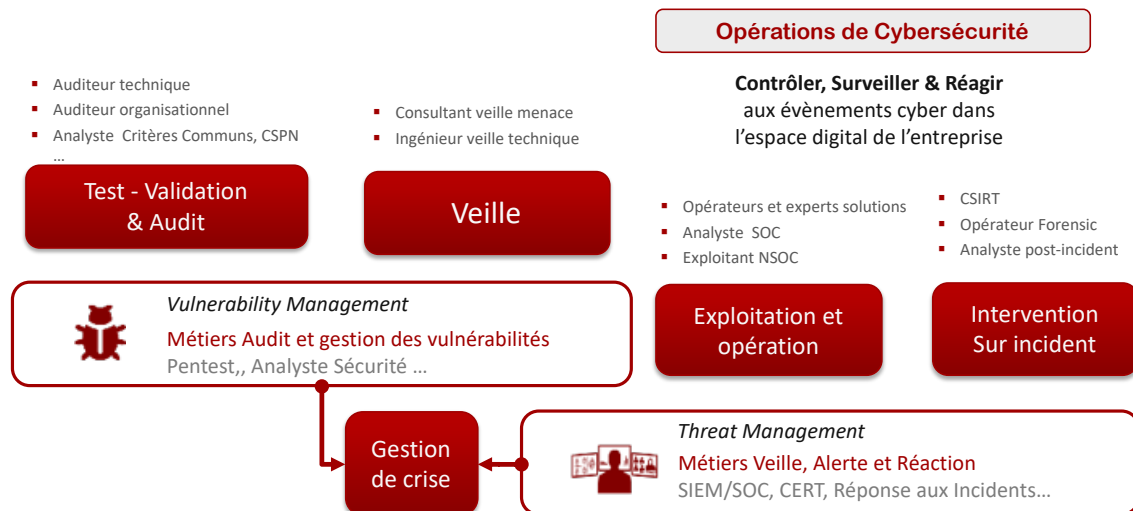 Opérations de Cybersécurité
Contrôler, Surveiller & Réagir
aux évènements cyber dans
l'espace digital de l'entreprise
▪ Auditeur technique
▪ Auditeur organisationnel
▪ Analyste Critères Communs, CSPN
...
Test - Validation
& Audit
▪ Consultant veille menace
▪ Ingénieur veille technique
Veille
▪ Opérateurs et experts solutions
▪ Analyste SOC
▪ Exploitant NSOC
Exploitation et
opération
▪ CSIRT
▪ Opérateur Forensic
▪ Analyste post-incident
Intervention
Sur incident
Vulnerability Management
Métiers Audit et gestion des vulnérabilités
Pentest,, Analyste Sécurité ...
Gestion
de crise
Threat Management
Métiers Veille, Alerte et Réaction
SIEM/SOC, CERT, Réponse aux Incidents...